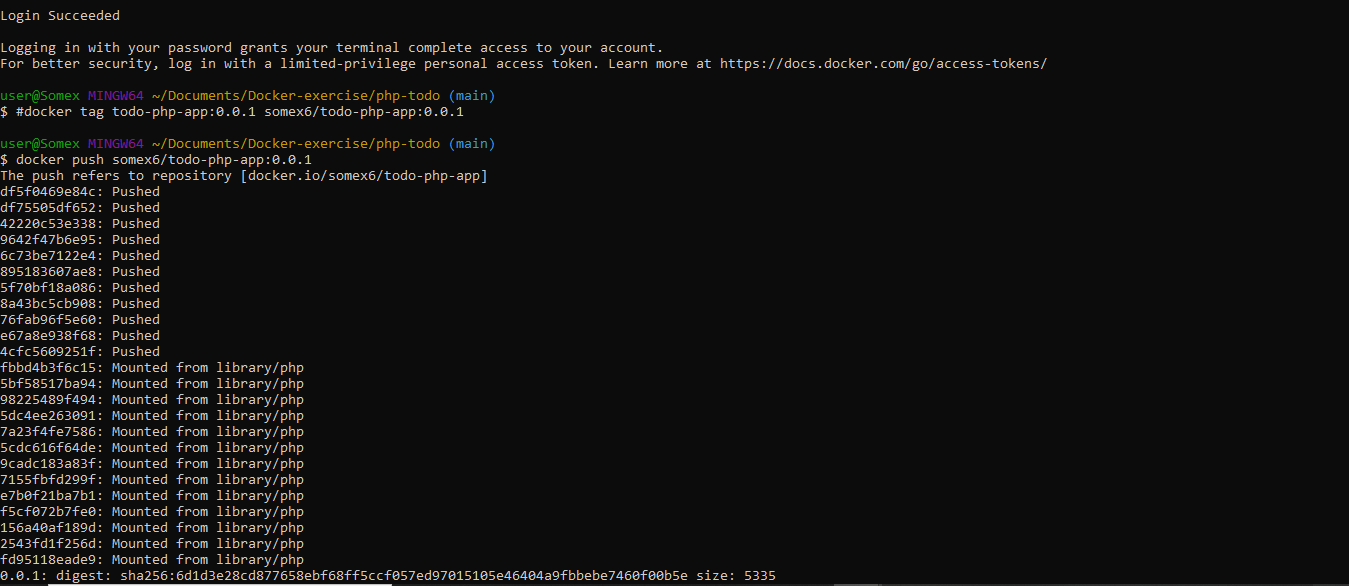 Login Succeeded
Logging in with your password grants your terminal complete access to your account.
For better security, log in with a limited-privilege personal access token. Learn more at https://docs.docker.com/go/access-tokens/
user@Somex MINGW64 ~/Documents/Docker-exercise/php-todo (main)
$ #docker tag todo-php-app:0.0.1 somex6/todo-php-app:0.0.1
user@Somex MINGW64 ~/Documents/Docker-exercise/php-todo (main)
$ docker push somex6/todo-php-app:0.0.1
The push refers to repository [docker.io/somex6/todo-php-app]
df5f0469e84c: Pushed
df75505df652: Pushed
42220c53e338: Pushed
9642f47b6e95: Pushed
6c73be7122e4: Pushed
895183607ae8: Pushed
5f70bf18a086: Pushed
8a43bc5cb908: Pushed
76fab96f5e60: Pushed
e67a8e938f68: Pushed
4cfc5609251f: Pushed
fbbd4b3f6c15: Mounted from library/php
5bf58517ba94: Mounted from library/php
98225489f494: Mounted from library/php
5dc4ee263091: Mounted from library/php
7a23f4fe7586: Mounted from library/php
5cdc616f64de: Mounted from library/php
9cadc183a83f: Mounted from library/php
7155fbfd299f: Mounted from library/php
e7b0f21ba7b1: Mounted from library/php
f5cf072b7fe0: Mounted from library/php
156a40af189d: Mounted from library/php
2543fd1f256d: Mounted from library/php
fd95118eade9: Mounted from library/php
0.0.1: digest: sha256:6d1d3e28cd877658ebf68ff5ccf057ed97015105e46404a9fbbebe7460f00b5e size: 5335